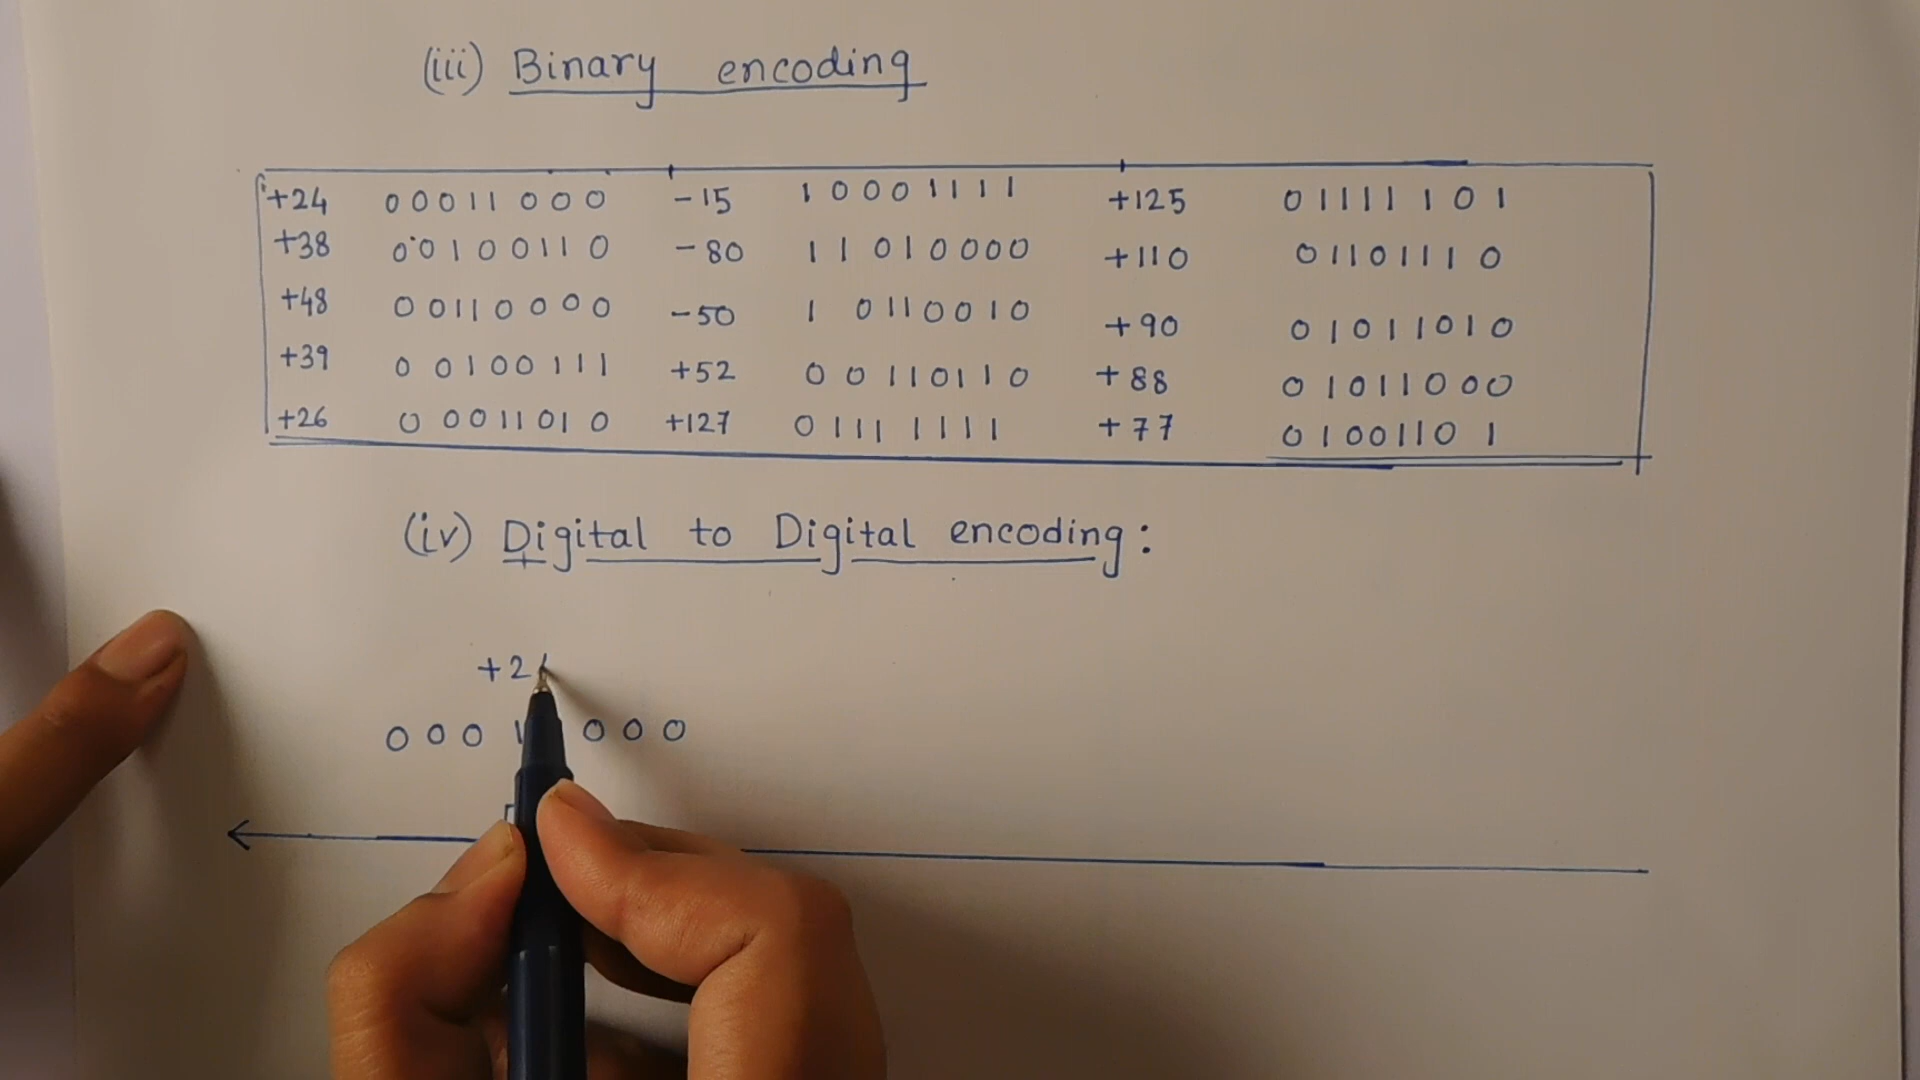 (iii) Binary encoding
+24 00011000 -15 10001111 +125 01111101
+38 00100110 -80 11010000 +110 01101110
+48 00110000 -50 10110010 +90 01011010
+39 00100111 +52 00110110 +88 01011000
+26 00011010 +127 01111111 +77 01001101
(iv) Digital to Digital encoding:
+2
0001 000